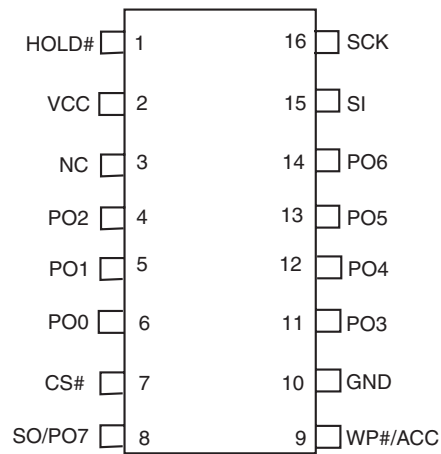 HOLD# 1 16 SCK
VCC 2 15 SI
NC 3 14 PO6
PO2 4 13 PO5
PO1 5 12 PO4
PO0 6 11 PO3
CS# 7 10 GND
SO/PO7 8 9 WP#/ACC